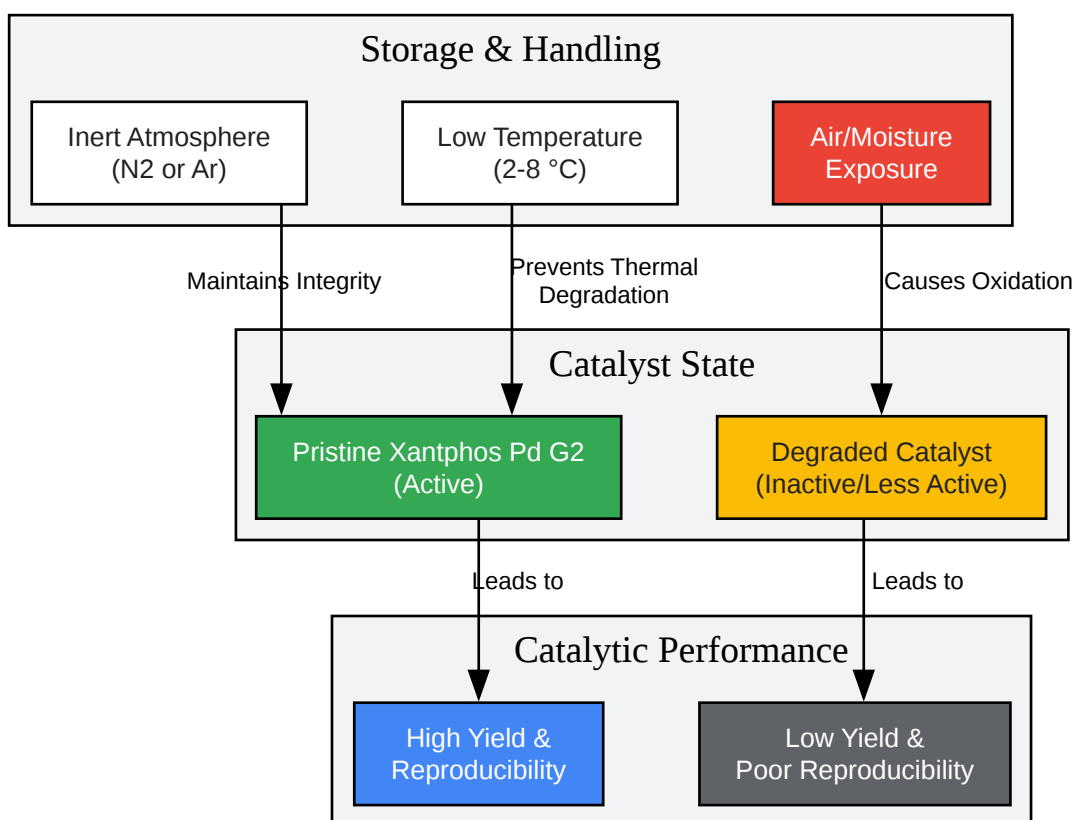 Storage & Handling
Inert Atmosphere
(N2 or Ar)
Low Temperature
(2-8 °C)
Air/Moisture
Exposure
Maintains Integrity
Prevents Thermal
Degradation
Causes Oxidation
Catalyst State
Pristine Xantphos Pd G2
(Active)
Degraded Catalyst
(Inactive/Less Active)
Leads to
Leads to
Catalytic Performance
High Yield &
Reproducibility
Low Yield &
Poor Reproducibility